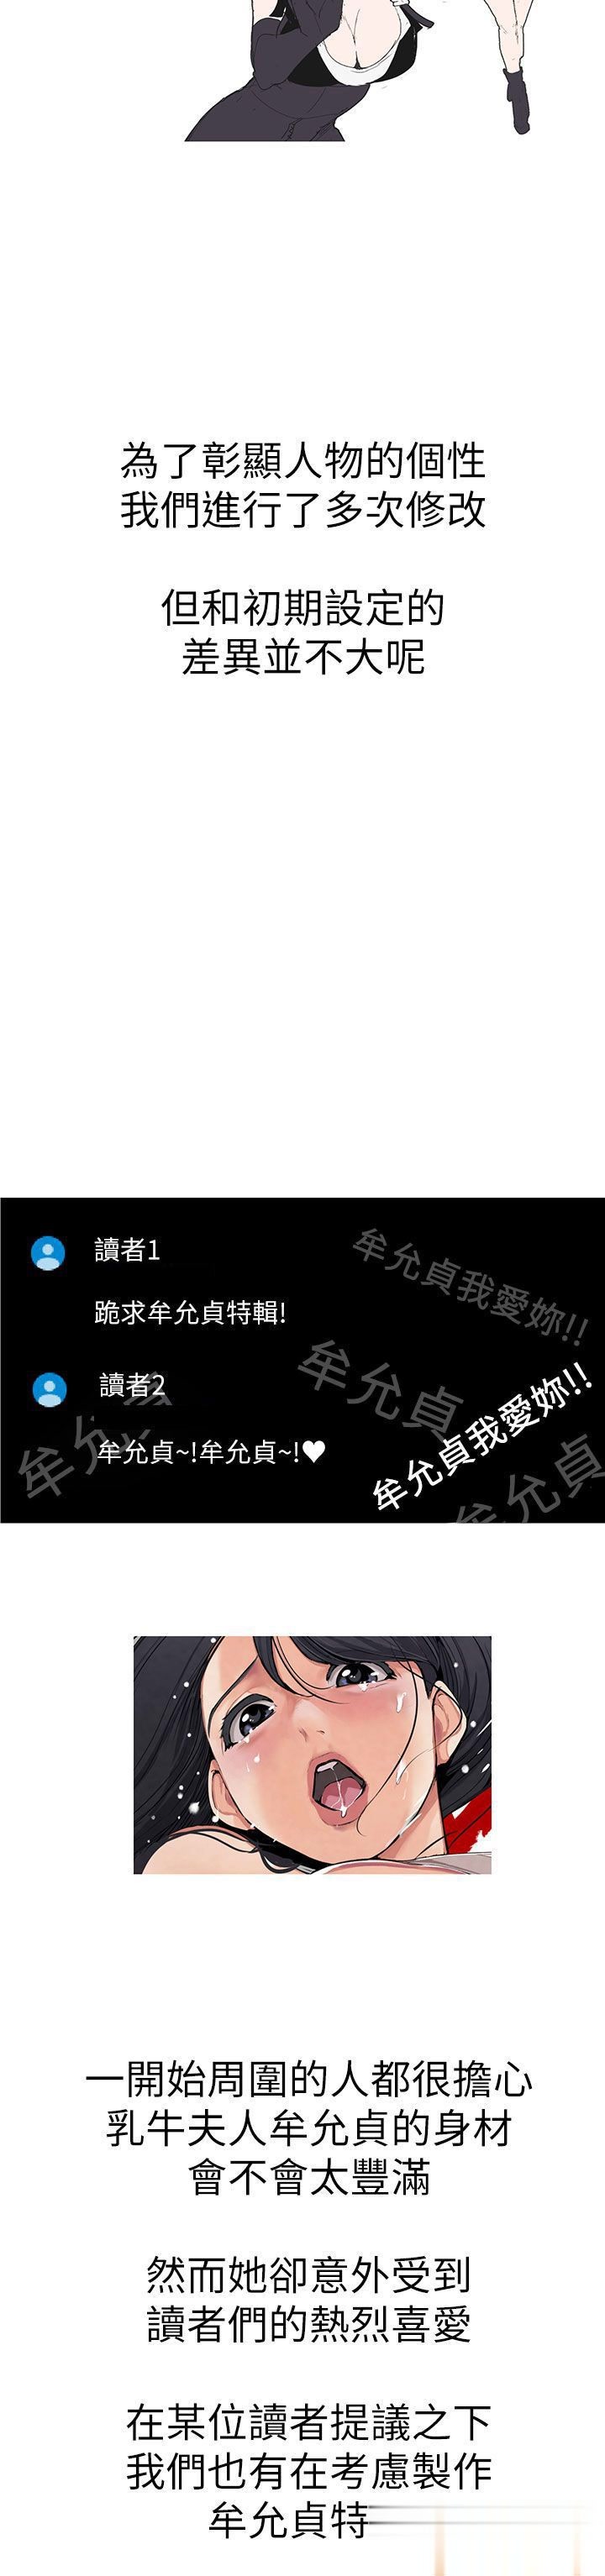 為了彰顯人物的個性
我們進行了多次修改
但和初期設定的
差異並不大呢
讀者1
牟允貞我愛妳!!
跪求牟允貞特輯!
牟允貞
讀者2
牟允貞我愛妳!!
牟允貞~!牟允貞~!♥
牟允
牟允貞
一開始周圍的人都很擔心
乳牛夫人牟允貞的身材
會不會太豐滿
然而她卻意外受到
讀者們的熱烈喜愛
在某位讀者提議之下
我們也有在考慮製作
牟允貞特